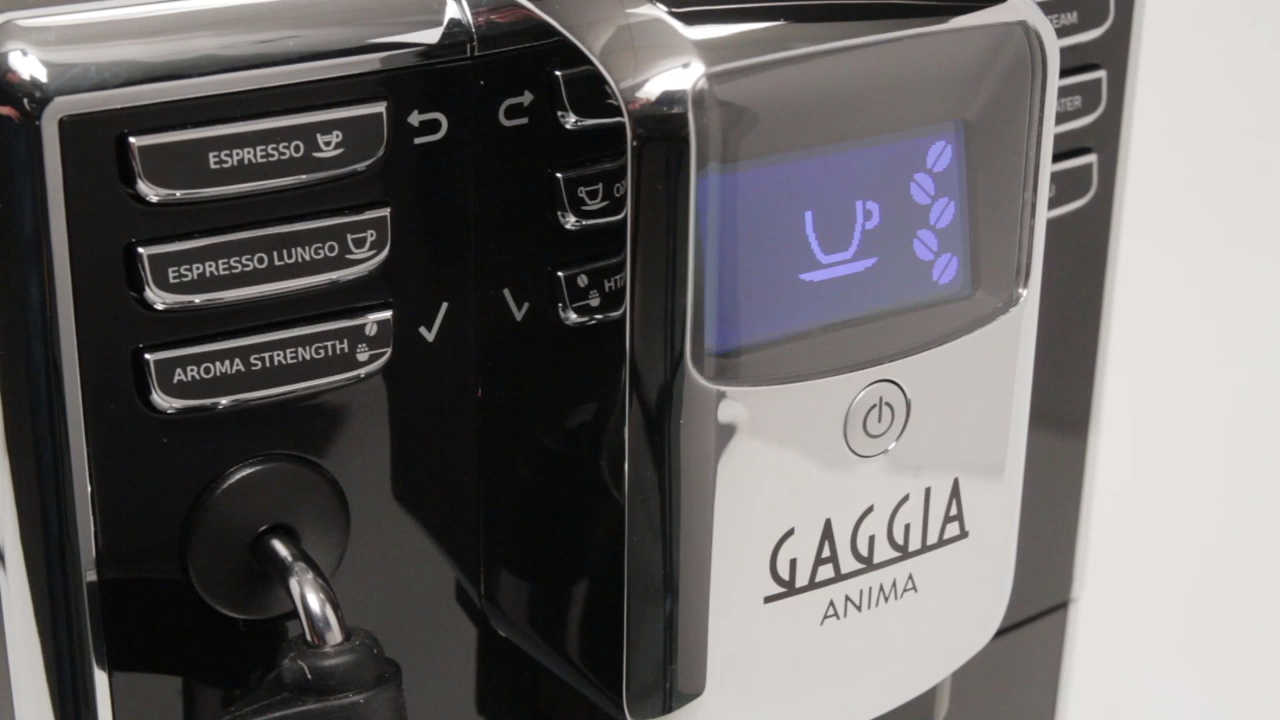 ESPRESSO
ESPRESSO LUNGO
AROMA STRENGTH
GAGGIA
ANIMA